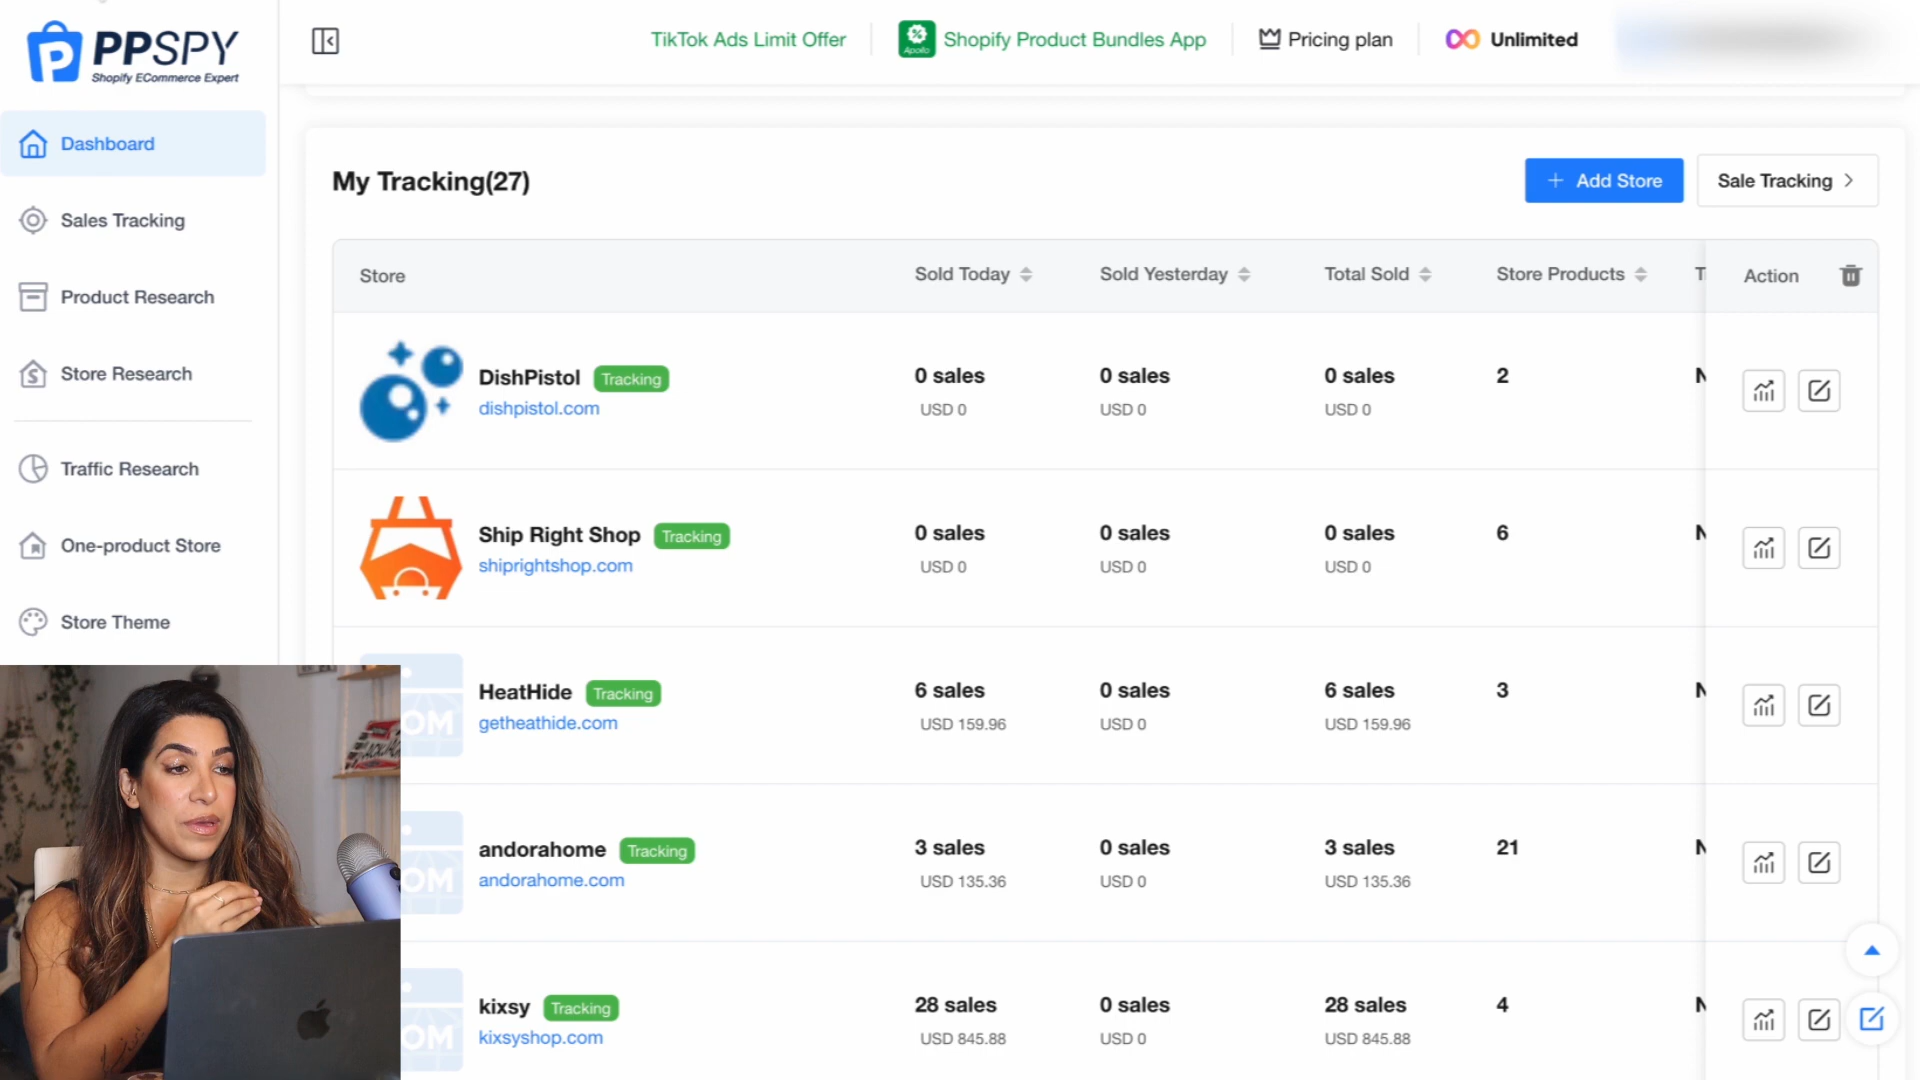 PPSPY
Shopify ECommerce Expert
TikTok Ads Limit Offer
Apollo
Shopify Product Bundles App
Pricing plan
Unlimited
Dashboard
Sales Tracking
Product Research
Store Research
Traffic Research
One-product Store
Store Theme
My Tracking(27)
+ Add Store
Sale Tracking >
Store
Sold Today
Sold Yesterday
Total Sold
Store Products
T
Action
DishPistol Tracking
dishpistol.com
0 sales
USD 0
0 sales
USD 0
0 sales
USD 0
2
N
Ship Right Shop Tracking
shiprightshop.com
0 sales
USD 0
0 sales
USD 0
0 sales
USD 0
6
N
OM
HeatHide Tracking
getheathide.com
6 sales
USD 159.96
0 sales
USD 0
6 sales
USD 159.96
3
N
OM
andorahome Tracking
andorahome.com
3 sales
USD 135.36
0 sales
USD 0
3 sales
USD 135.36
21
N
OM
kixsy Tracking
kixsyshop.com
28 sales
USD 845.88
0 sales
USD 0
28 sales
USD 845.88
4
N